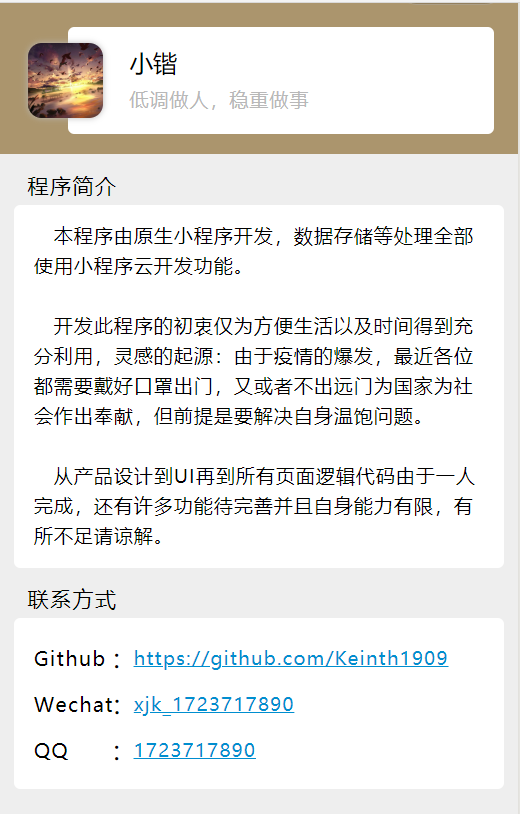 小锴
低调做人，稳重做事
程序简介
本程序由原生小程序开发，数据存储等处理全部
使用小程序云开发功能。
开发此程序的初衷仅为方便生活以及时间得到充
分利用，灵感的起源：由于疫情的爆发，最近各位
都需要戴好口罩出门，又或者不出远门为国家为社
会作出奉献，但前提是要解决自身温饱问题。
从产品设计到UI再到所有页面逻辑代码由于一人
完成，还有许多功能待完善并且自身能力有限，有
所不足请谅解。
联系方式
Github ：https://github.com/Keinth1909
Wechat：xjk_1723717890
QQ ：1723717890